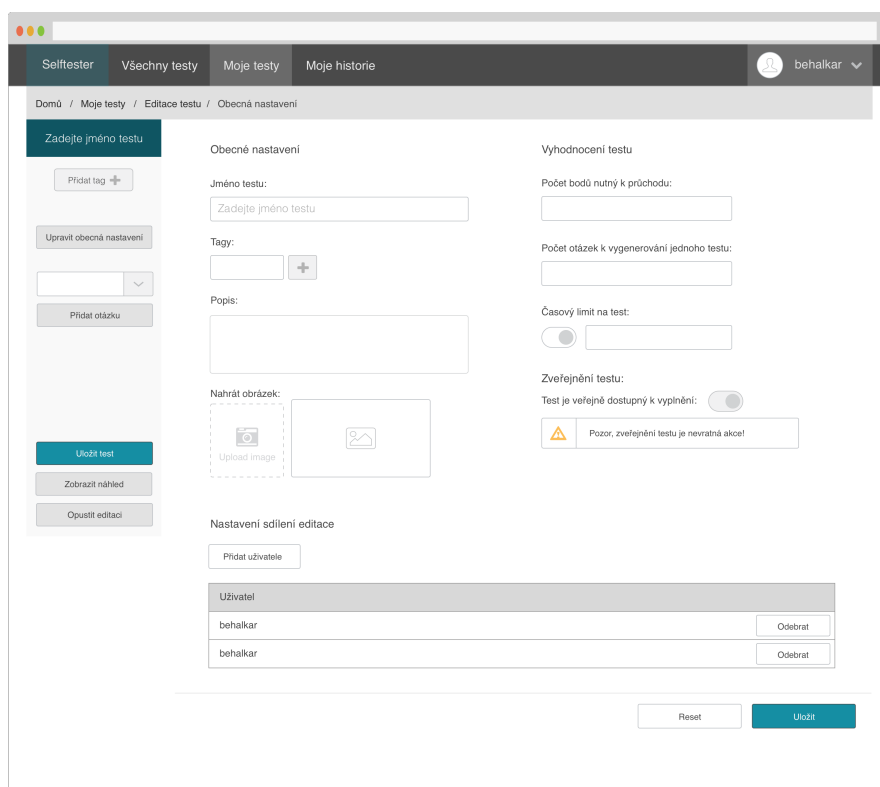 Selftester
Všechny testy
Moje testy
Moje historie
behalkar
Domů / Moje testy / Editace testu / Obecná nastavení
Zadejte jméno testu
Přidat tag
Upravit obecná nastavení
Přidat otázku
Uložit test
Zobrazit náhled
Opustit editaci
Obecné nastavení
Jméno testu:
Zadejte jméno testu
Tagy:
Popis:
Nahrát obrázek:
Upload image
Vyhodnocení testu
Počet bodů nutný k průchodu:
Počet otázek k vygenerování jednoho testu:
Časový limit na test:
Zveřejnění testu:
Test je veřejně dostupný k vyplnění:
Pozor, zveřejnění testu je nevratná akce!
Nastavení sdílení editace
Přidat uživatele
Uživatel
behalkar
Odebrat
behalkar
Odebrat
Reset
Uložit